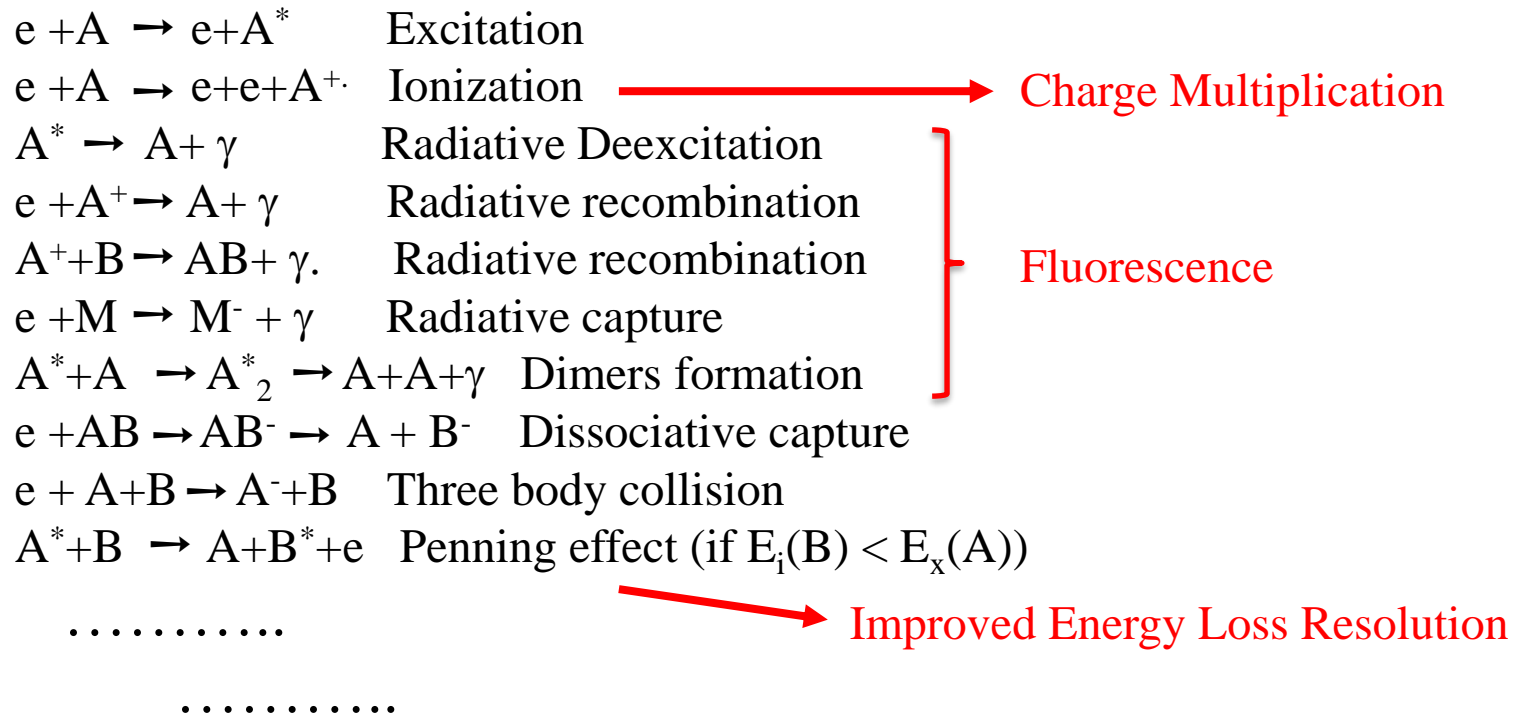 e +A → e+A* Excitation
e +A → e+e+A⁺· Ionization → Charge Multiplication
A* → A+ γ Radiative Deexcitation
e +A⁺→ A+ γ Radiative recombination
A⁺+B → AB+ γ. Radiative recombination
Fluorescence
e +M → M⁻ + γ Radiative capture
A*+A → A*₂ → A+A+γ Dimers formation
e +AB → AB⁻ → A + B⁻ Dissociative capture
e + A+B → A⁻+B Three body collision
A*+B → A+B*+e Penning effect (if Eᵢ(B) < Eₓ(A))
Improved Energy Loss Resolution
...........
...........